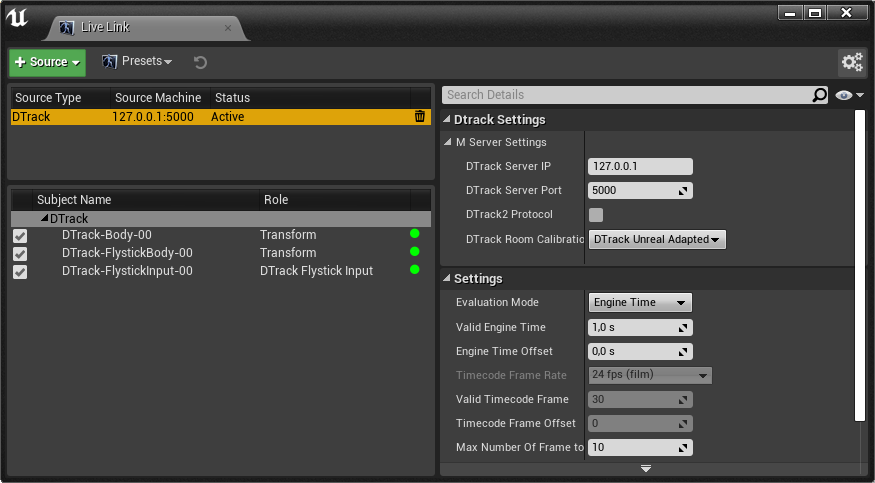 Live Link
Source
Presets
Source Type Source Machine Status
DTrack 127.0.0.1:5000 Active
Subject Name Role
DTrack
DTrack-Body-00 Transform
DTrack-FlystickBody-00 Transform
DTrack-FlystickInput-00 DTrack Flystick Input
Search Details
Dtrack Settings
M Server Settings
DTrack Server IP 127.0.0.1
DTrack Server Port 5000
DTrack2 Protocol
DTrack Room Calibratio DTrack Unreal Adapted
Settings
Evaluation Mode Engine Time
Valid Engine Time 1,0 s
Engine Time Offset 0,0 s
Timecode Frame Rate 24 fps (film)
Valid Timecode Frame 30
Timecode Frame Offset 0
Max Number Of Frame to 10